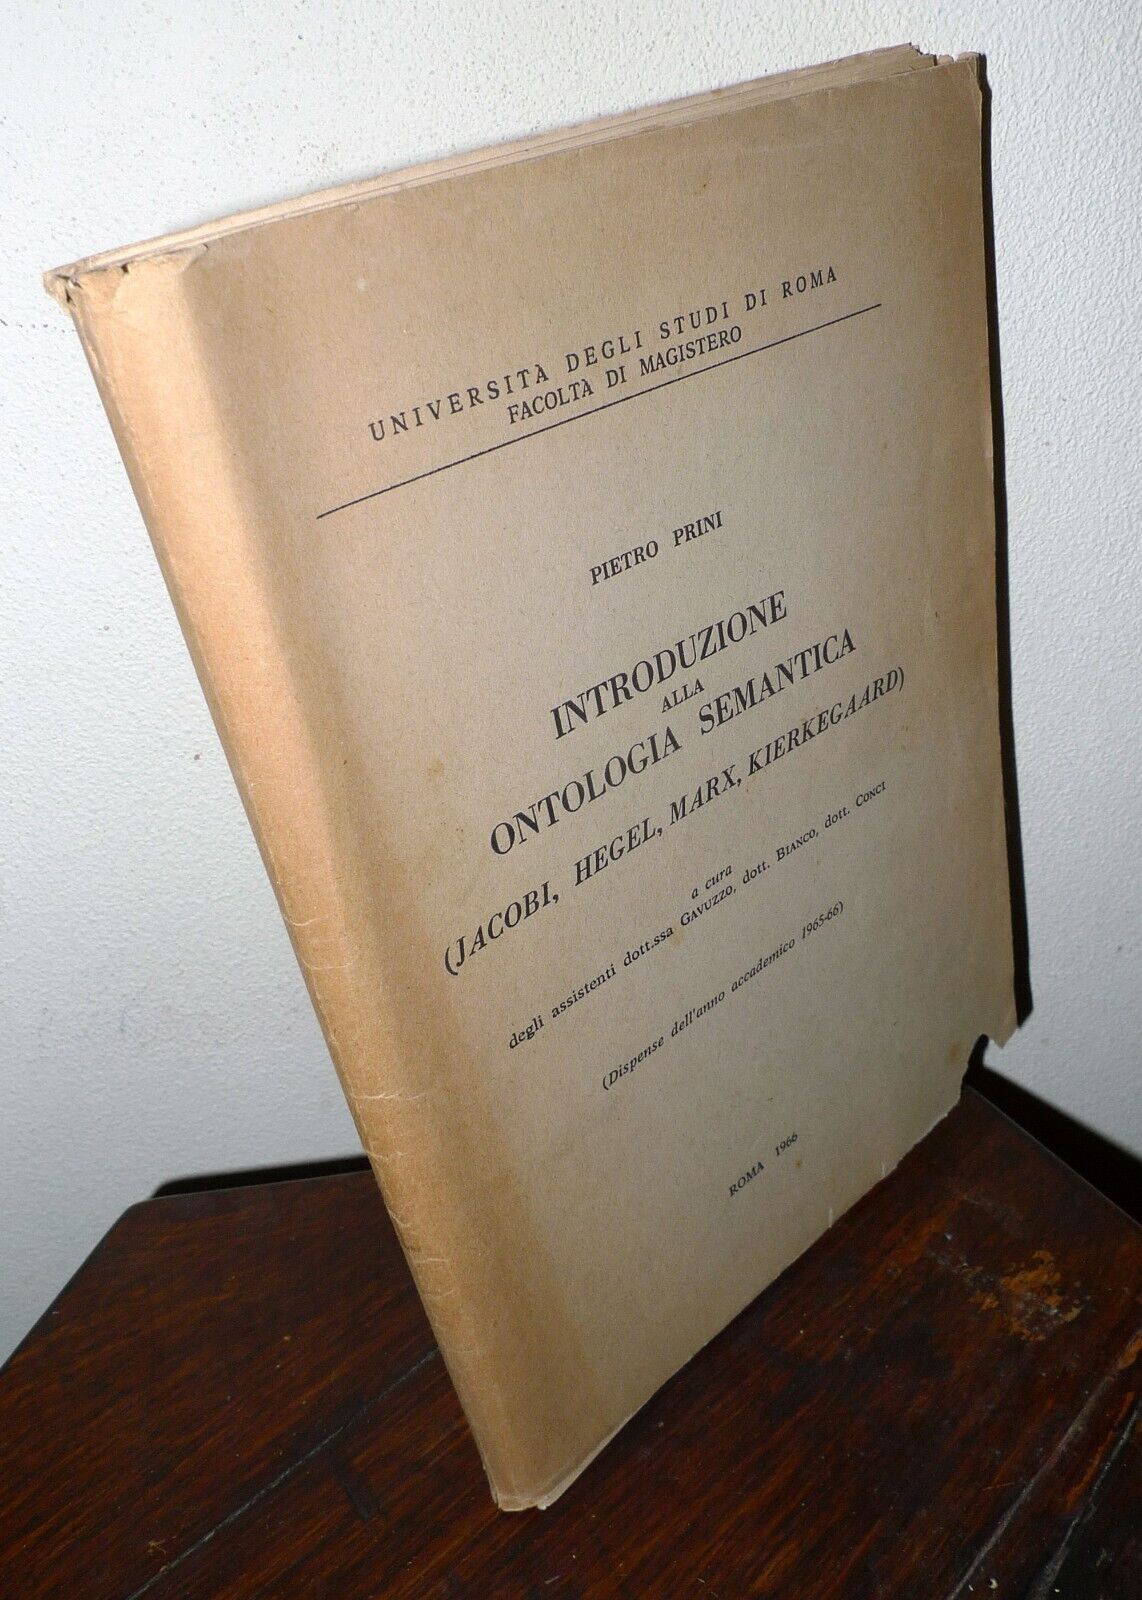 UNIVERSITÀ DEGLI STUDI DI ROMA
FACOLTÀ DI MAGISTERO
PIETRO PRINI
INTRODUZIONE
ALLA
ONTOLOGIA SEMANTICA
(JACOBI, HEGEL, MARX, KIERKEGAARD)
a cura
degli assistenti dott.ssa GAVUZZO, dott. BIANCO, dott. CONCI
(Dispense dell'anno accademico 1965-66)
ROMA 1966